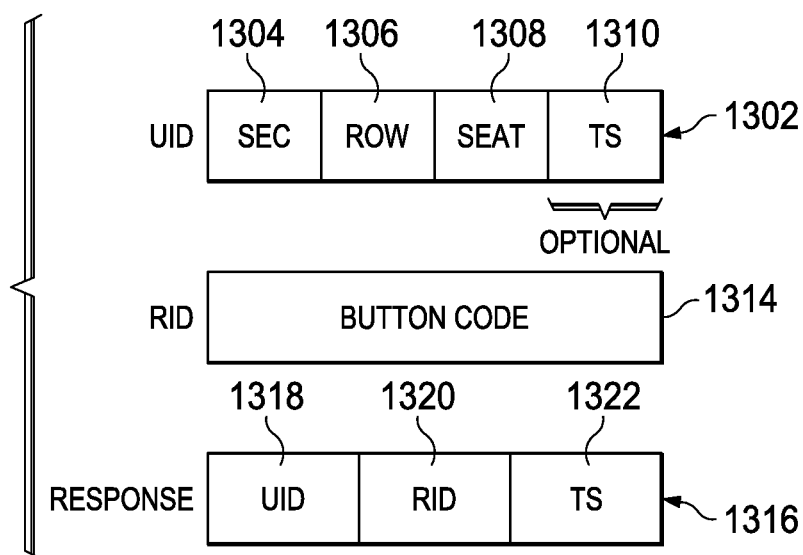 1304 1306 1308 1310
UID SEC ROW SEAT TS 1302
OPTIONAL
RID BUTTON CODE 1314
1318 1320 1322
RESPONSE UID RID TS 1316